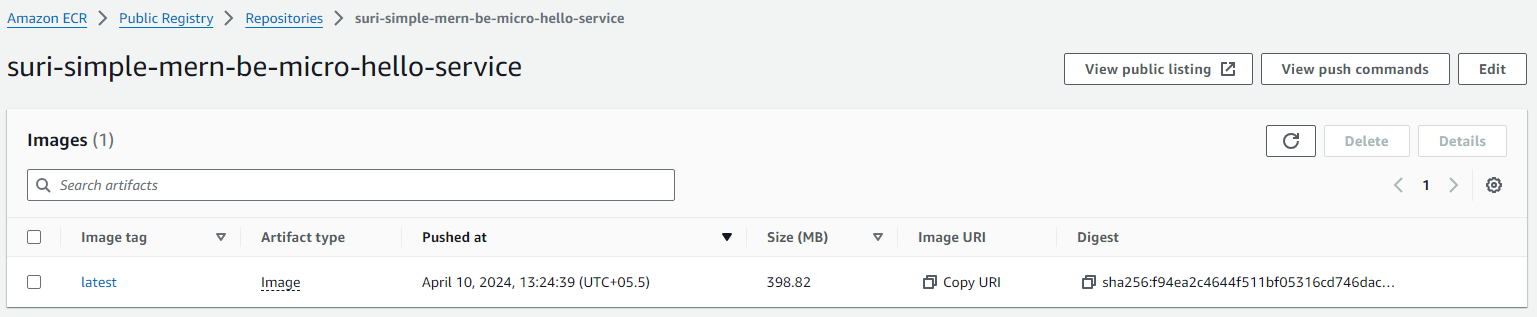 Amazon ECR > Public Registry > Repositories > suri-simple-mern-be-micro-hello-service
suri-simple-mern-be-micro-hello-service
View public listing
View push commands
Edit
Images (1)
Delete
Details
Search artifacts
1
Image tag Artifact type Pushed at Size (MB) Image URI Digest
latest Image April 10, 2024, 13:24:39 (UTC+05.5) 398.82 Copy URI sha256:f94ea2c4644f511bf05316cd746dac...